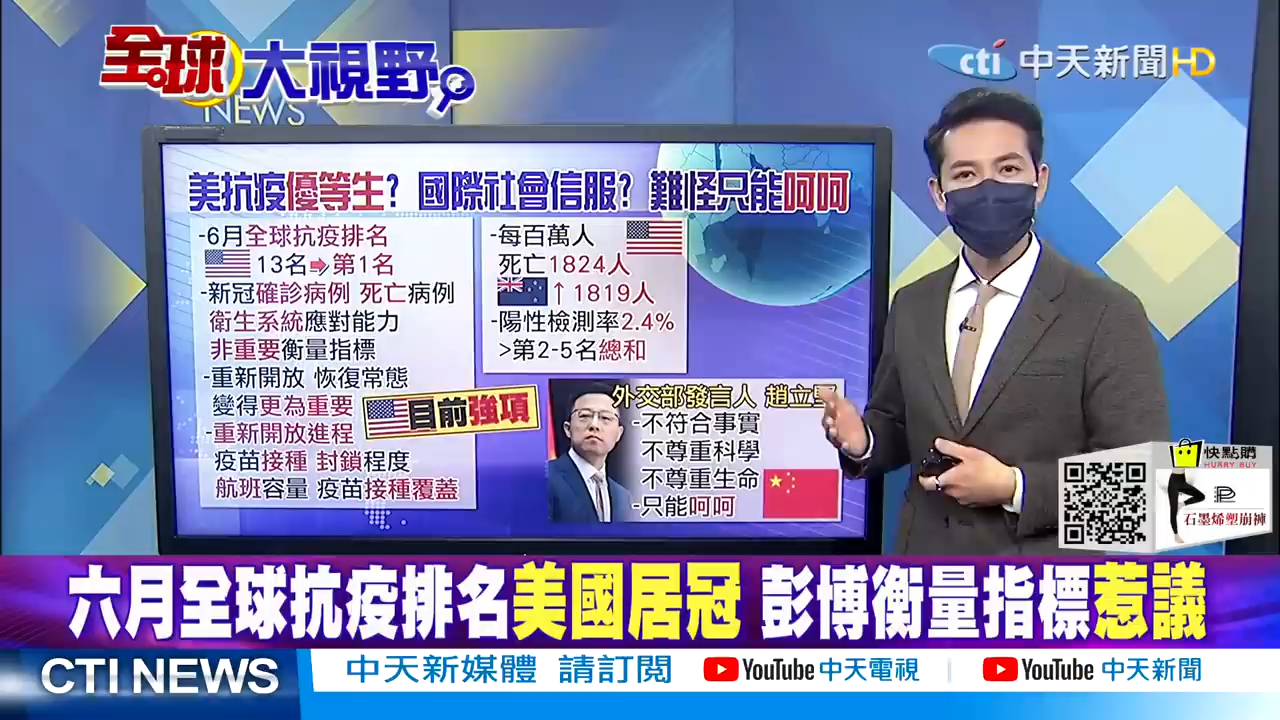 全球大視野
NEWS
cti 中天新聞HD
美抗疫優等生? 國際社會信服? 難怪只能呵呵
-6月全球抗疫排名
13名➡第1名
-新冠確診病例 死亡病例
衛生系統應對能力
非重要衡量指標
-重新開放 恢復常態
變得更為重要
目前強項
-重新開放進程
疫苗接種 封鎖程度
航班容量 疫苗接種覆蓋
-每百萬人
死亡1824人
↑1819人
-陽性檢測率2.4%
>第2-5名總和
外交部發言人 趙立堅
-不符合事實
不尊重科學
不尊重生命
-只能呵呵
快點購
HURRY BUY
石墨烯塑崩褲
六月全球抗疫排名美國居冠 彭博衡量指標惹議
CTI NEWS
中天新媒體 請訂閱 YouTube 中天電視 | YouTube 中天新聞